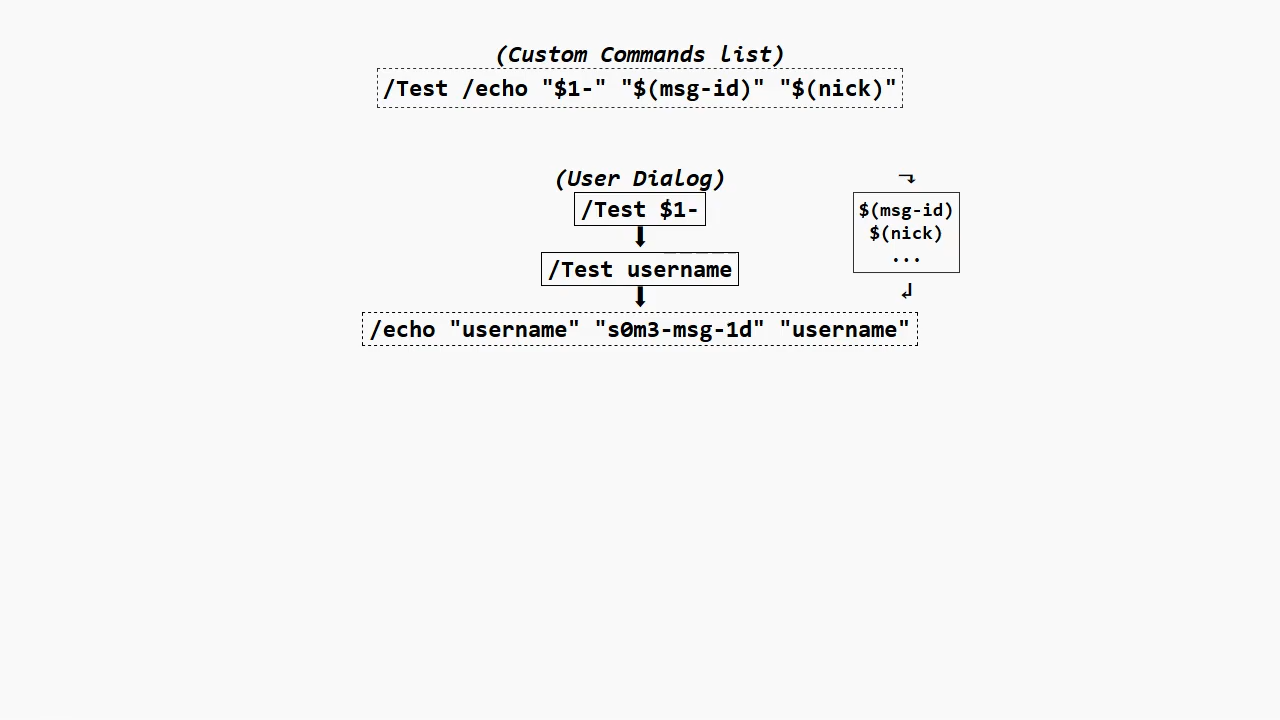 (Custom Commands list)
/Test /echo "$1-" "$(msg-id)" "$(nick)"
(User Dialog)
/Test $1-
/Test username
$(msg-id)
$(nick)
...
/echo "username" "s0m3-msg-1d" "username"